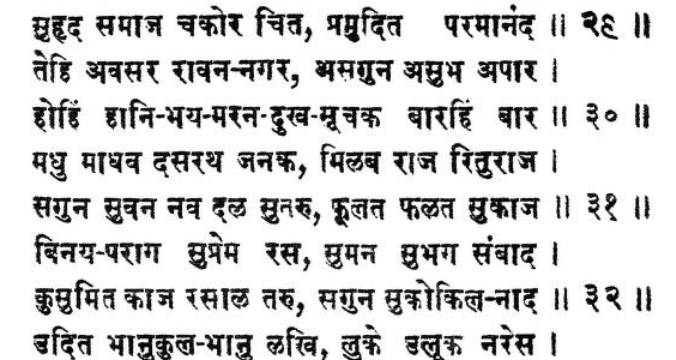 सुहृद समाज चकोर चित, प्रमुदित परमानंद ॥ २९ ॥
तेहि अवसर रावन-नगर, असगुन असुभ अपार ।
होहिं हानि-भय-मरन-दुख-सूचक बारहिं बार ॥ ३० ॥
मधु माधव दसरथ जनक, मिलब राज रितुराज ।
सगुन सुवन नव दल सुतरु, फूलत फलत सुकाज ॥ ३१ ॥
बिनय-पराग सुप्रेम रस, सुमन सुभग संबाद ।
कुसुमित काज रसाल तरु, सगुन सुकोकिल-नाद ॥ ३२ ॥
उदित भानुकुल-भानु लखि, लुके उलूक नरेस ।